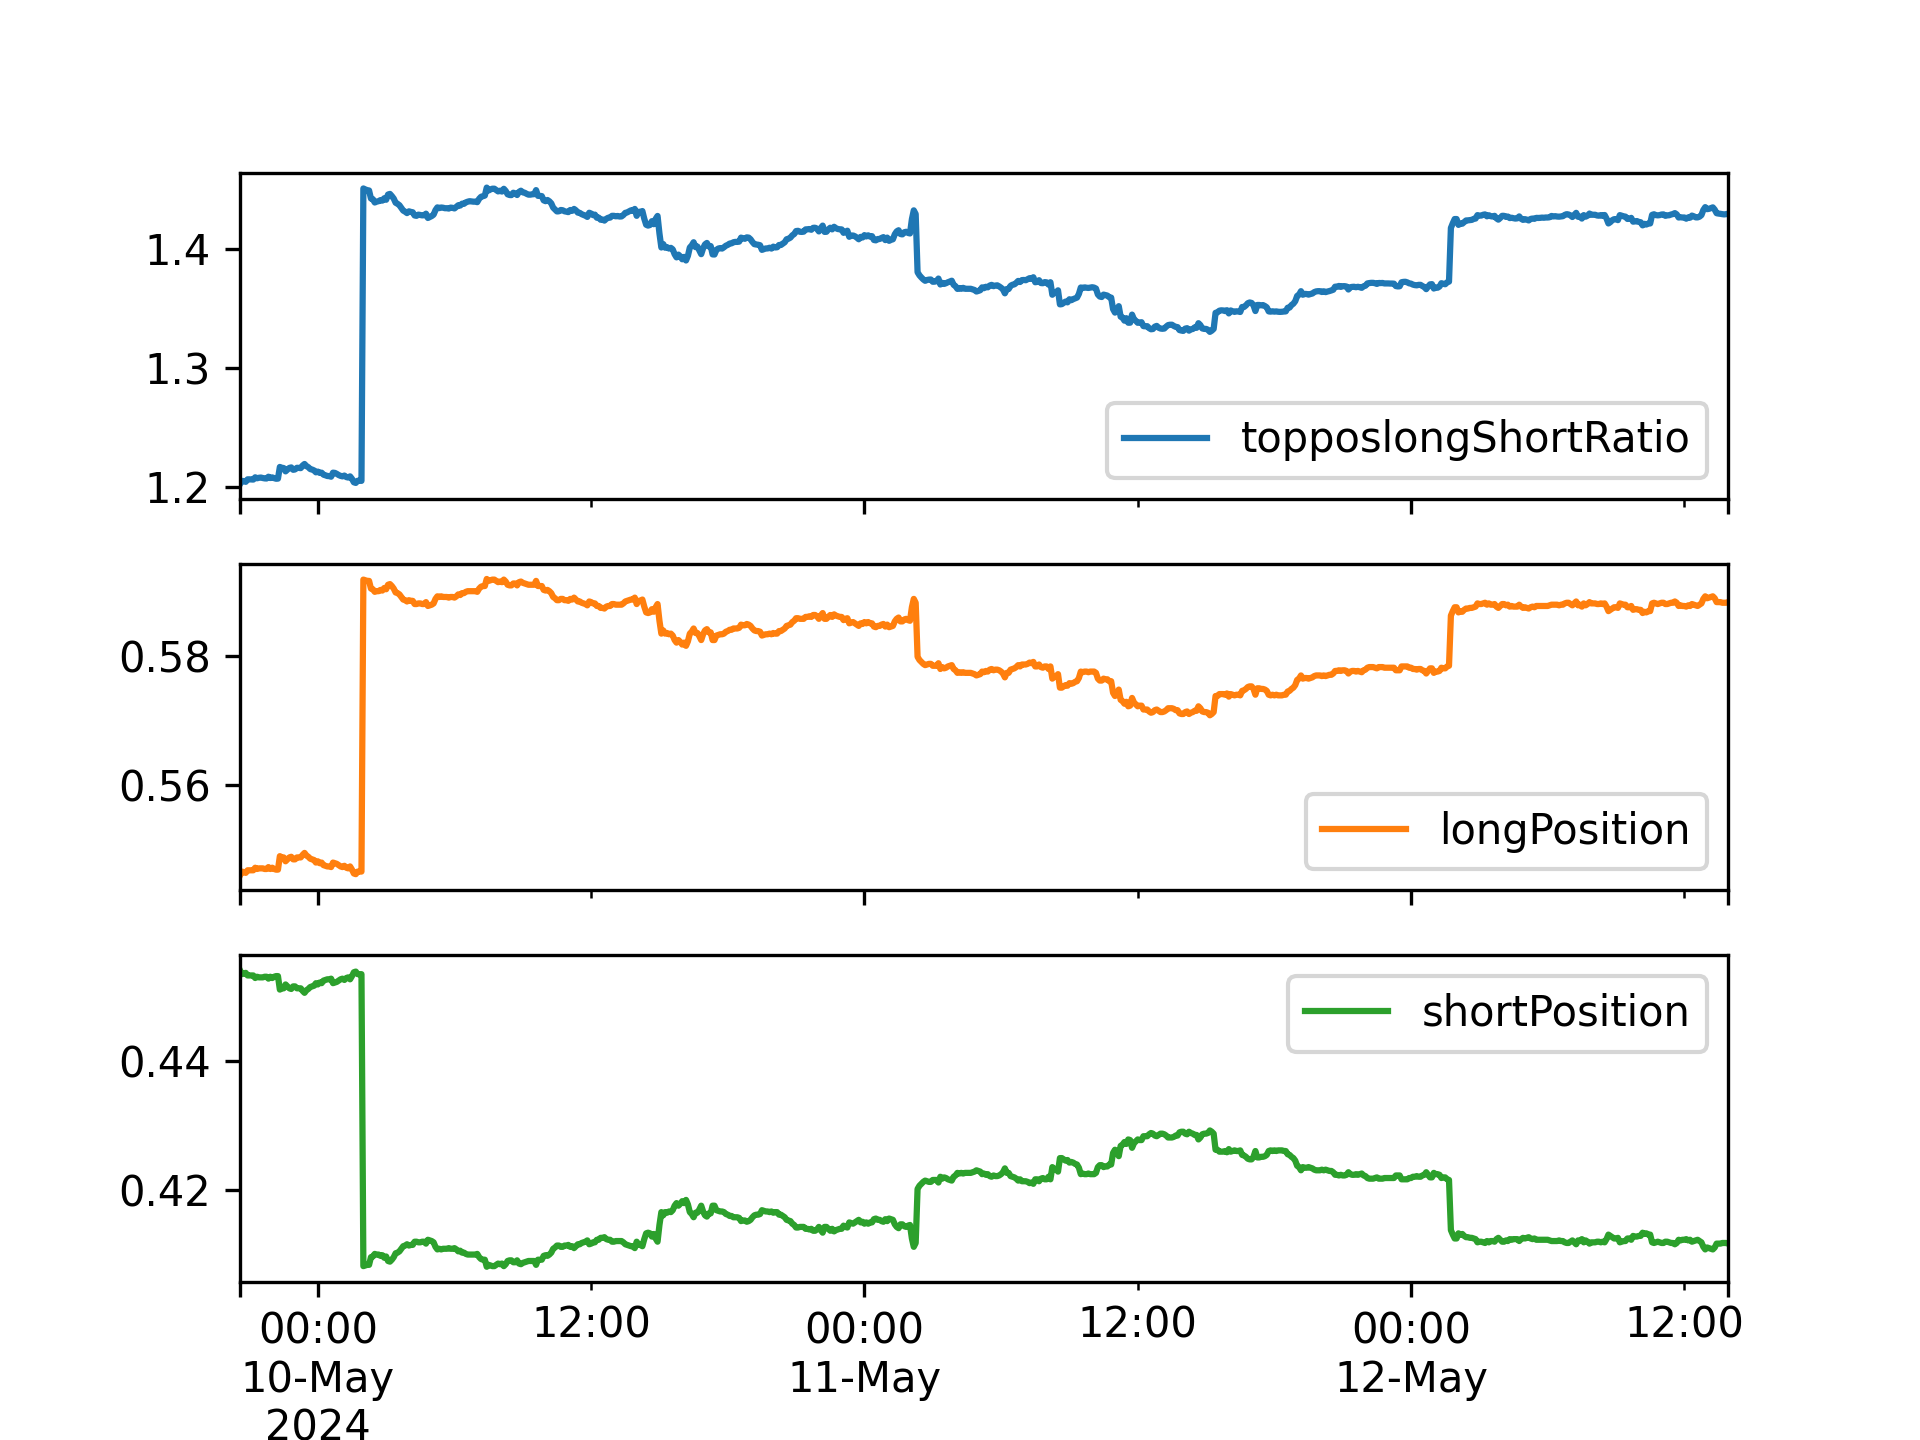 1.4
1.3
1.2
topposlongShortRatio
0.58
0.56
longPosition
0.44
0.42
shortPosition
00:00 12:00 00:00 12:00 00:00 12:00
10-May 11-May 12-May
2024